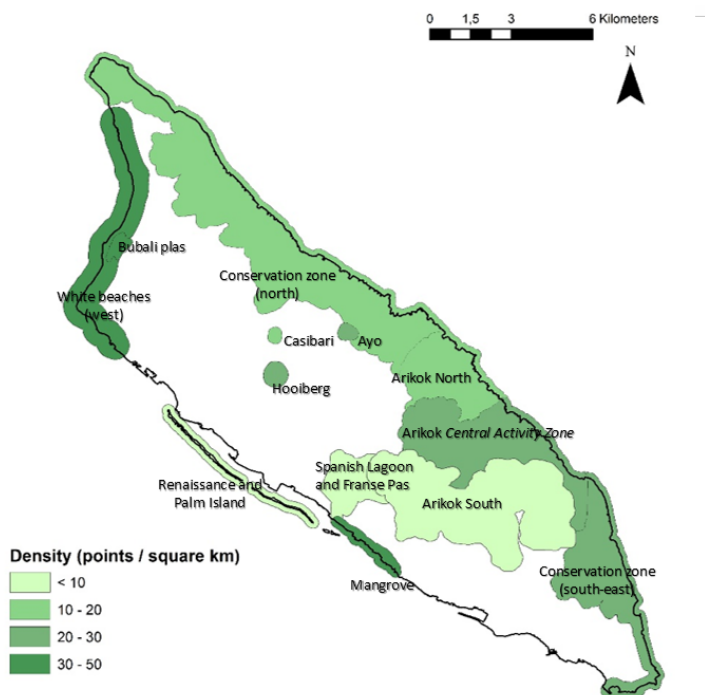 0 1,5 3 6 Kilometers
N
Bubali plas
White beaches
(west)
Conservation zone
(north)
Casibari
Ayo
Hooiberg
Arikok North
Arikok Central Activity Zone
Spanish Lagoon
and Franse Pas
Renaissance and
Palm Island
Arikok South
Mangrove
Conservation zone
(south-east)
Density (points / square km)
< 10
10 - 20
20 - 30
30 - 50